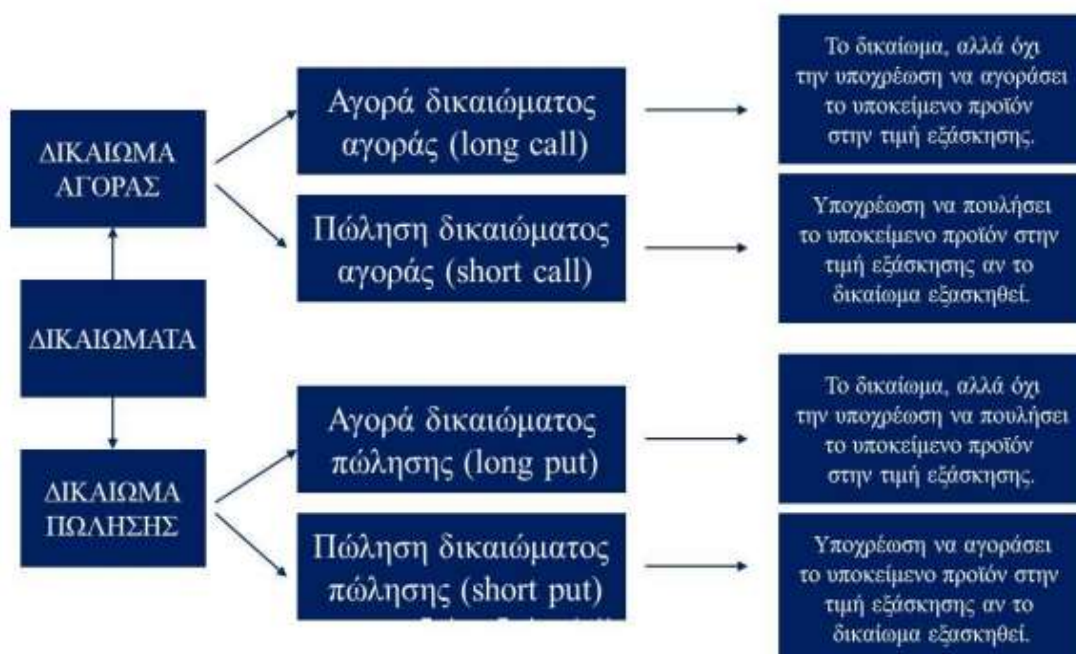 ΔΙΚΑΙΩΜΑ
ΑΓΟΡΑΣ
Αγορά δικαιώματος
αγοράς (long call)
Το δικαίωμα, αλλά όχι
την υποχρέωση να αγοράσει
το υποκείμενο προϊόν
στην τιμή εξάσκησης.
Πώληση δικαιώματος
αγοράς (short call)
Υποχρέωση να πουλήσει
το υποκείμενο προϊόν στην
τιμή εξάσκησης αν το
δικαίωμα εξασκηθεί.
ΔΙΚΑΙΩΜΑΤΑ
ΔΙΚΑΙΩΜΑ
ΠΩΛΗΣΗΣ
Αγορά δικαιώματος
πώλησης (long put)
Το δικαίωμα, αλλά όχι
την υποχρέωση να πουλήσει
το υποκείμενο προϊόν
στην τιμή εξάσκησης.
Πώληση δικαιώματος
πώλησης (short put)
Υποχρέωση να αγοράσει
το υποκείμενο προϊόν στην
τιμή εξάσκησης αν το
δικαίωμα εξασκηθεί.